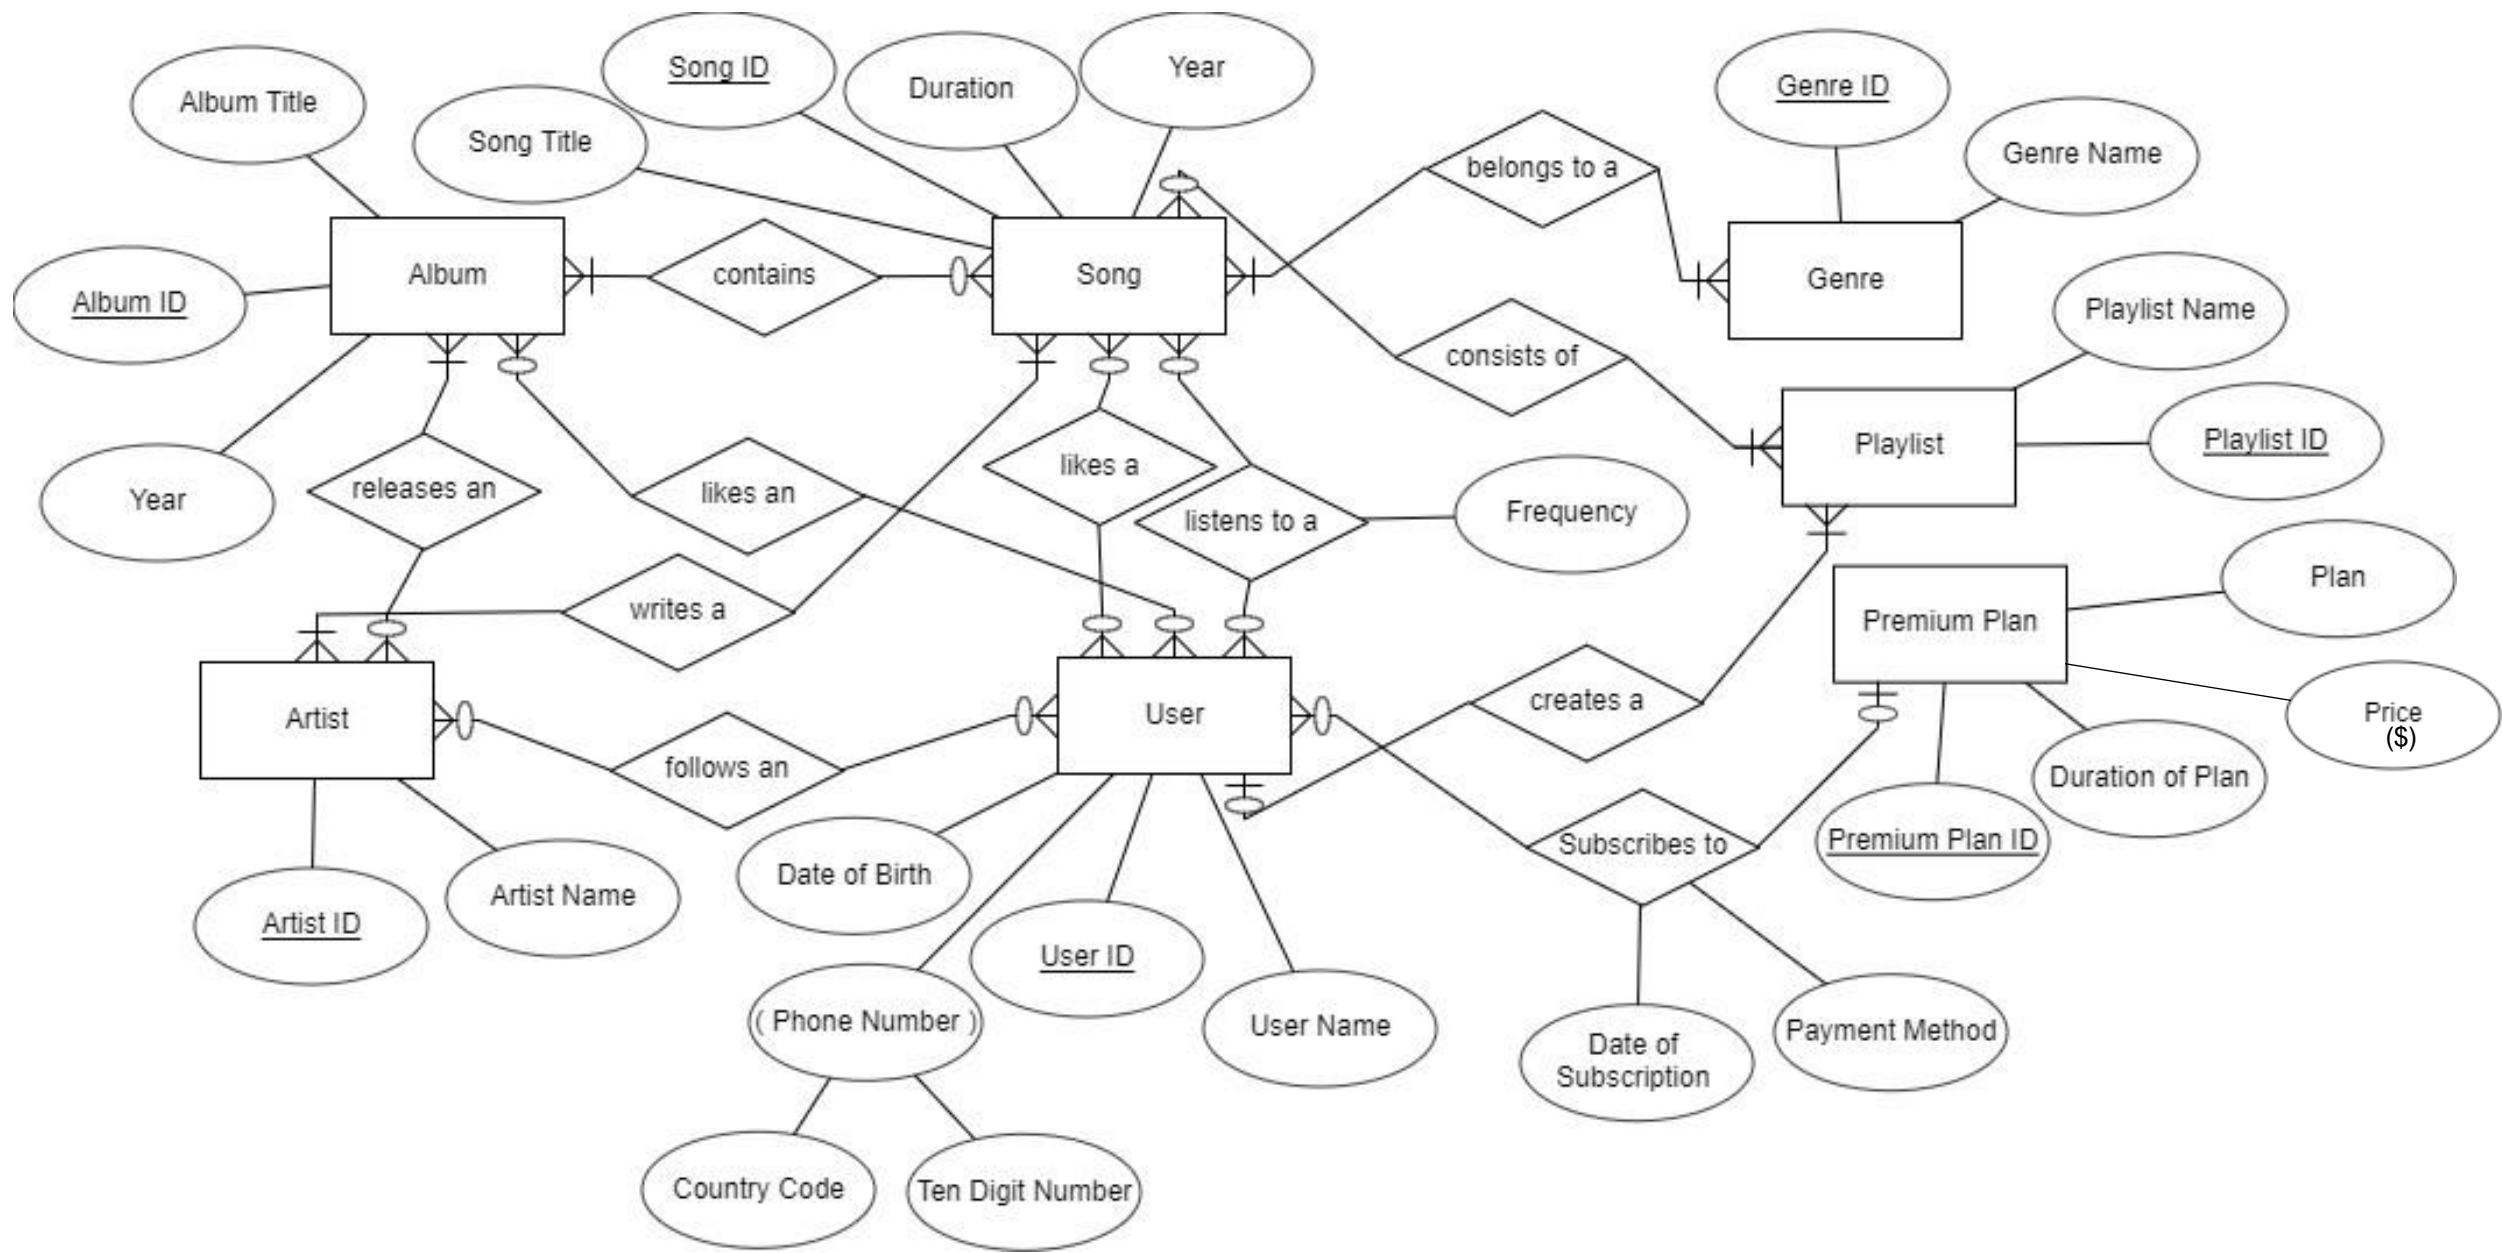 Song ID
Year
Duration
Album Title
Song Title
Genre ID
Genre Name
belongs to a
Album
contains
Song
Genre
Album ID
Playlist Name
consists of
Playlist
Playlist ID
Year
releases an
likes an
likes a
listens to a
Frequency
Plan
writes a
Premium Plan
Artist
follows an
User
creates a
Price
($)
Duration of Plan
Subscribes to
Premium Plan ID
Date of Birth
Artist Name
Artist ID
User ID
( Phone Number )
User Name
Date of
Subscription
Payment Method
Country Code
Ten Digit Number